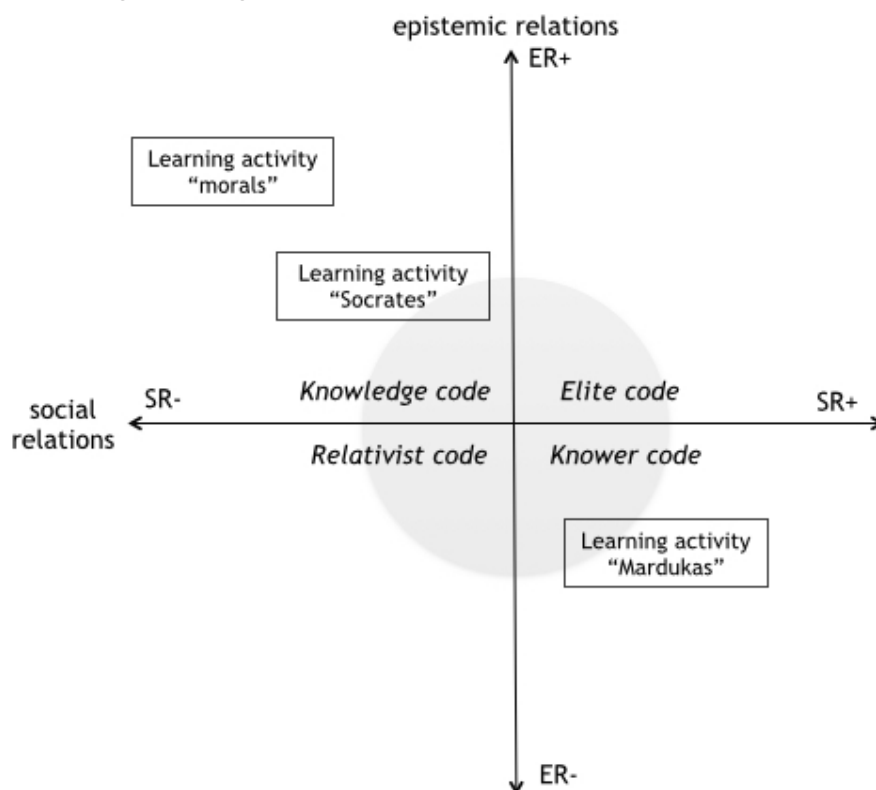 epistemic relations
ER+
Learning activity
“morals”
Learning activity
“Socrates”
Knowledge code
Elite code
SR-
SR+
social
relations
Relativist code
Knower code
Learning activity
“Mardukas”
ER-